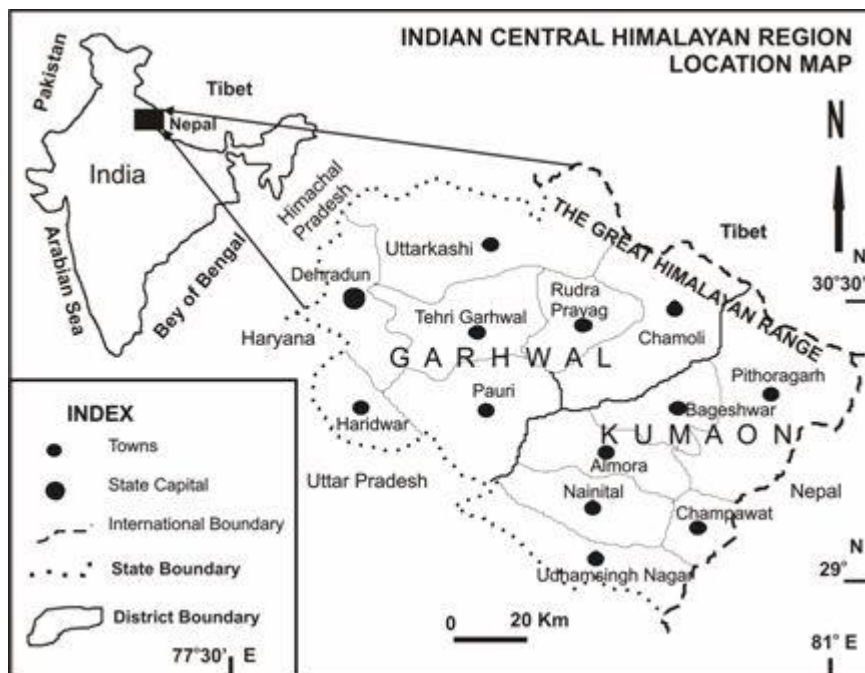 INDIAN CENTRAL HIMALAYAN REGION
LOCATION MAP
Pakistan
Tibet
Nepal
India
Arabian Sea
Bey of Bengal
Himachal
Pradesh
N
THE GREAT HIMALAYAN RANGE
Tibet
N
30°30'
Uttarkashi
Dehradun
Haryana
Tehri Garhwal
Rudra
Prayag
Chamoli
GARHWAL
Pithoragarh
Pauri
Haridwar
Bageshwar
KUMAON
Almora
Uttar Pradesh
Nainital
Nepal
Champawat
Udhamsingh Nagar
N
29°
0 20 Km
81° E
INDEX
Towns
State Capital
International Boundary
State Boundary
District Boundary
77°30' E